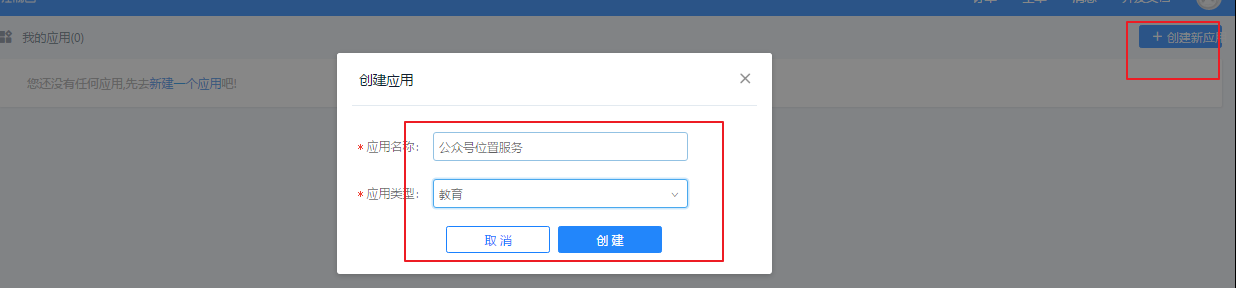 我的应用(0)
+ 创建新应用
您还没有任何应用,先去新建一个应用吧!
创建应用
* 应用名称:
公众号位置服务
* 应用类型:
教育
取 消
创 建